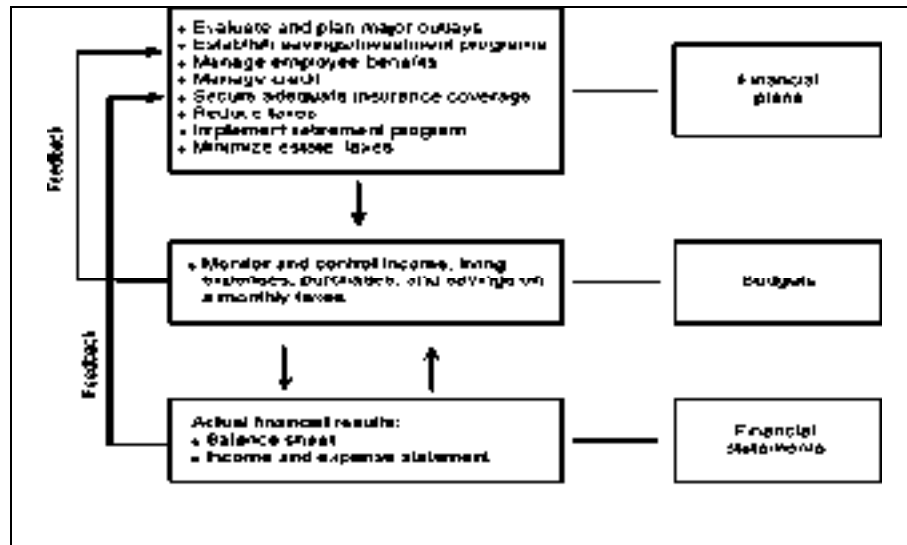 Evaluate and plan major outlays
Establish savings/investment programs
Manage employee benefits
Manage credit
Secure adequate insurance coverage
Reduce taxes
Implement retirement program
Minimize estate taxes
Financial
plans
Feedback
Monitor and control income, living
expenses, purchases, and savings on
a monthly
Budgets
Feedback
Actual financial results:
Balance sheet
Income and expense statement
Financial
statements